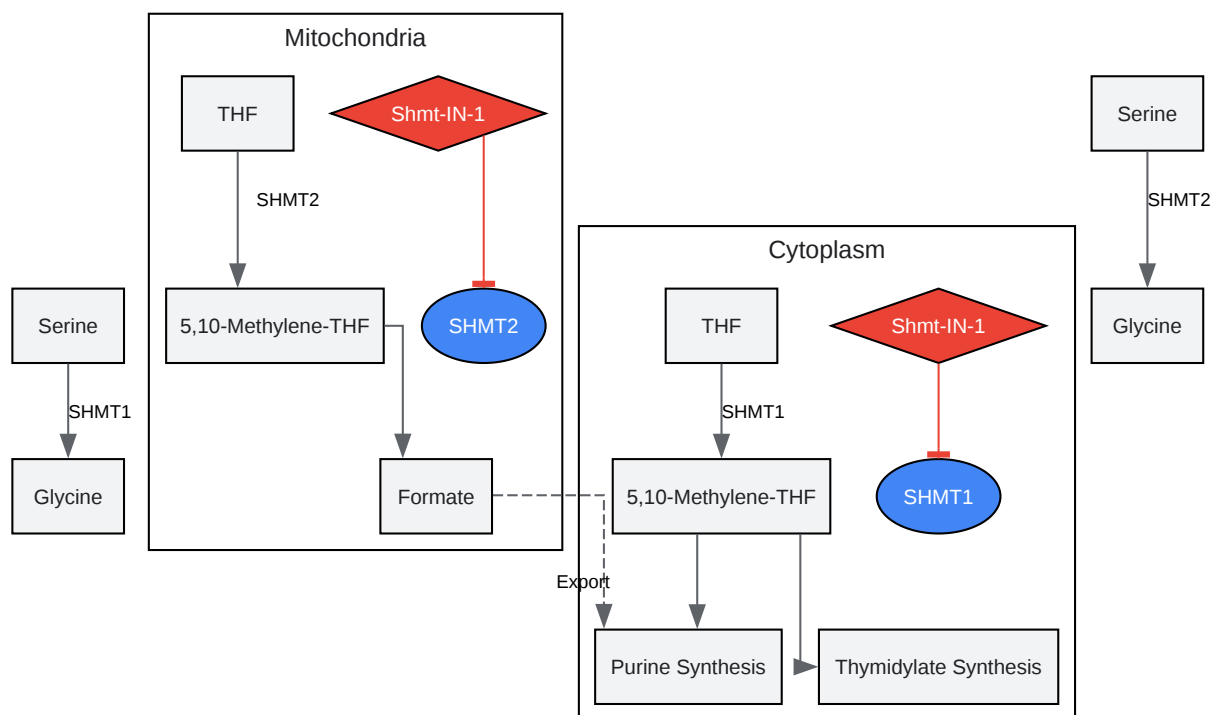 Mitochondria
THF
Shmt-IN-1
Serine
SHMT2
SHMT2
Cytoplasm
Serine
5,10-Methylene-THF
SHMT2
THF
Shmt-IN-1
Glycine
SHMT1
SHMT1
Glycine
Formate
5,10-Methylene-THF
SHMT1
Export
Purine Synthesis
Thymidylate Synthesis